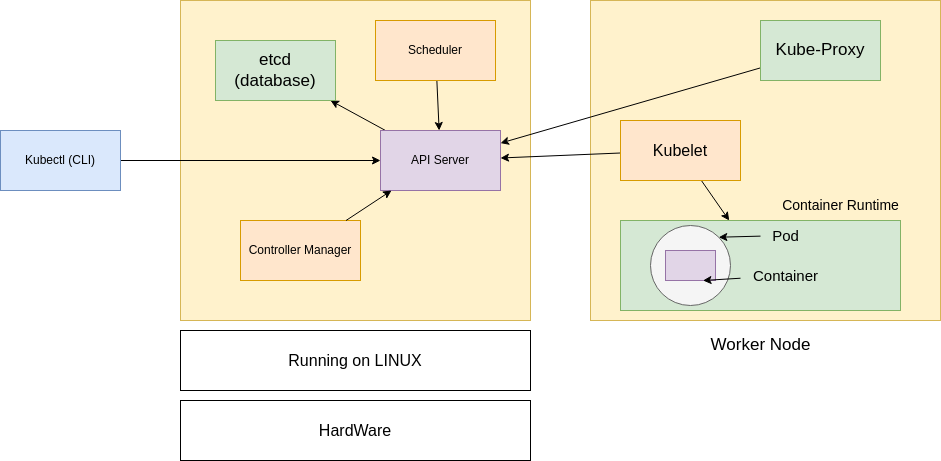 etcd
(database)
Scheduler
Kube-Proxy
Kubectl (CLI)
API Server
Kubelet
Container Runtime
Controller Manager
Pod
Container
Worker Node
Running on LINUX
HardWare